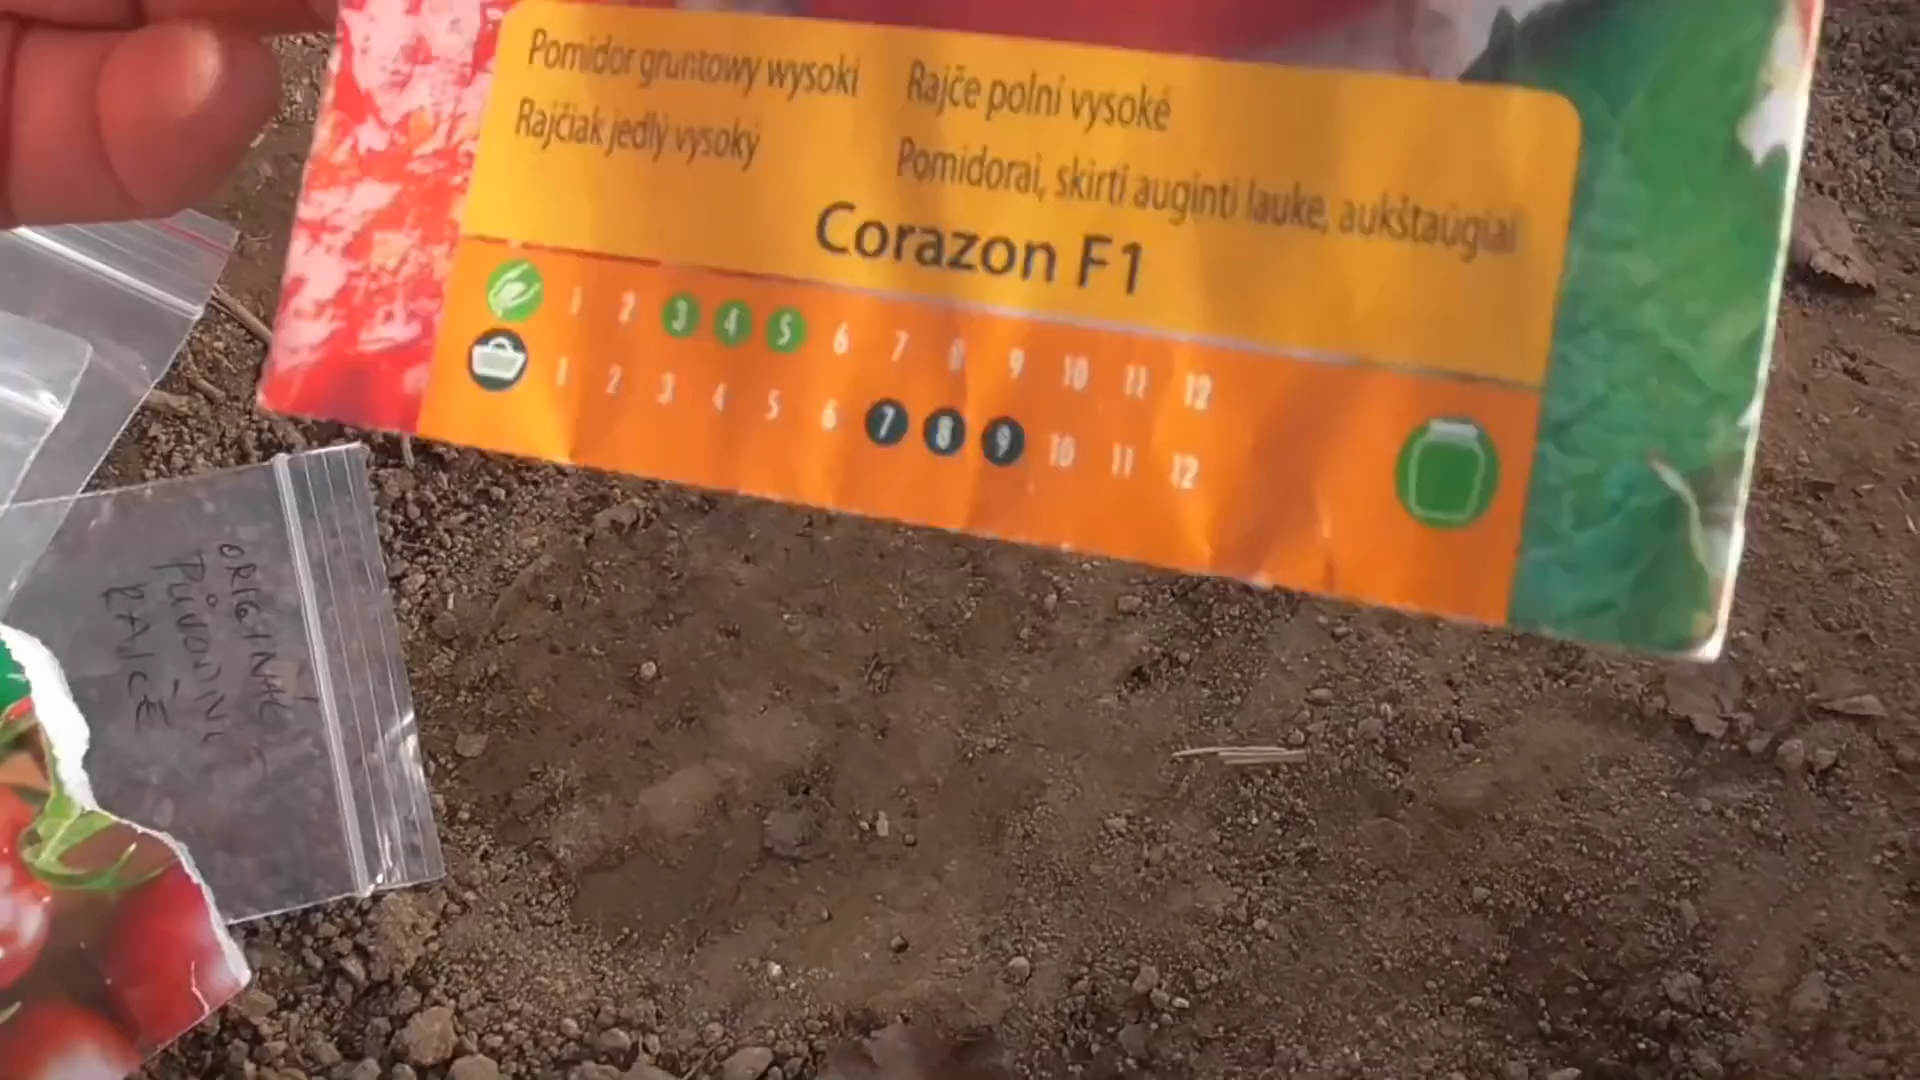 Pomidor gruntowy wysoki
Rajče polní vysoké
Rajčiak jedlý vysoký
Pomidorai, skirti auginti lauke, aukštaūgiai
Corazon F1
1 2 3 4 5 6 7 8 9 10 11 12
1 2 3 4 5 6 7 8 9 10 11 12
ORIGINÁL
PŮVODNÍ
RAJČE